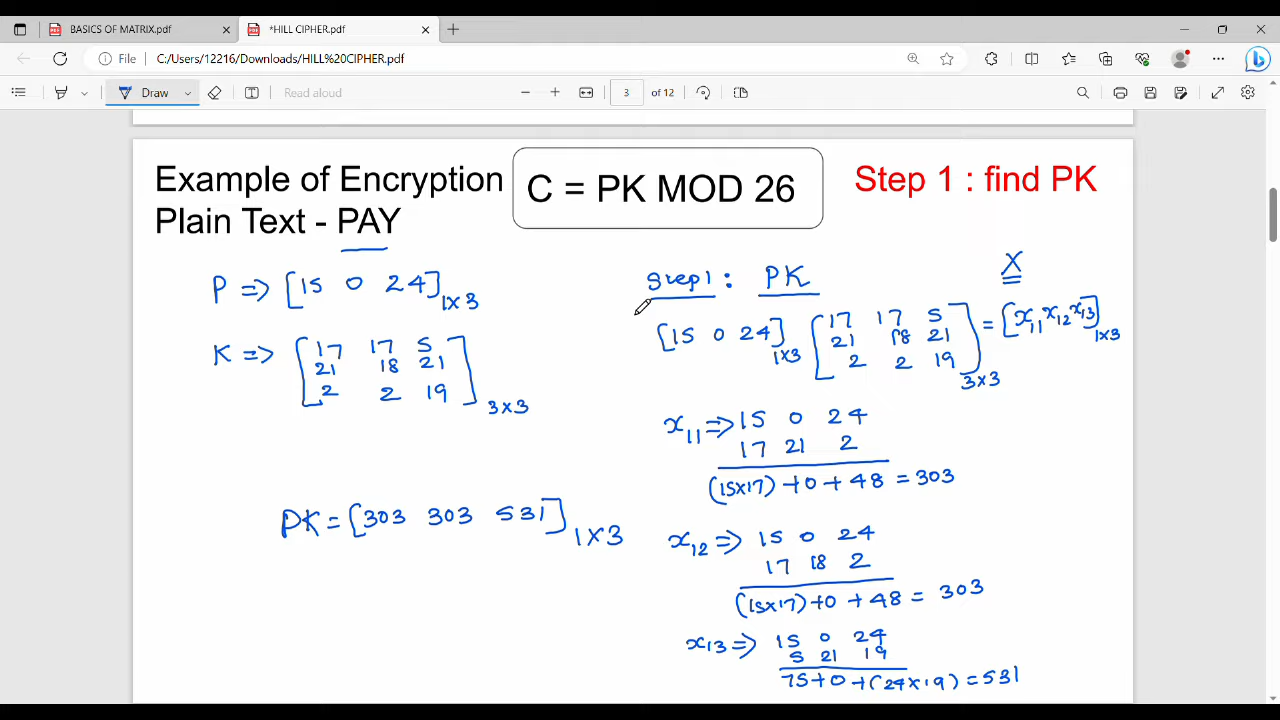 BASICS OF MATRIX.pdf
*HILL CIPHER.pdf
File
C:/Users/12216/Downloads/HILL%20CIPHER.pdf
Draw
Read aloud
3
of 12
Example of Encryption
Plain Text - PAY
C = PK MOD 26
Step 1 : find PK
P => [15 0 24] 1x3
K => [17 17 5
21 18 21
2 2 19] 3x3
PK = [303 303 531] 1X3
Step1 : PK
X
[15 0 24] 1x3 [17 17 5 = [x11 x12 x13] 1x3
21 18 21
2 2 19] 3x3
x11 => 15 0 24
17 21 2
(15x17) + 0 + 48 = 303
x12 => 15 0 24
17 18 2
(15x17) + 0 + 48 = 303
x13 => 15 0 24
5 21 19
75 + 0 + (24x19) = 531